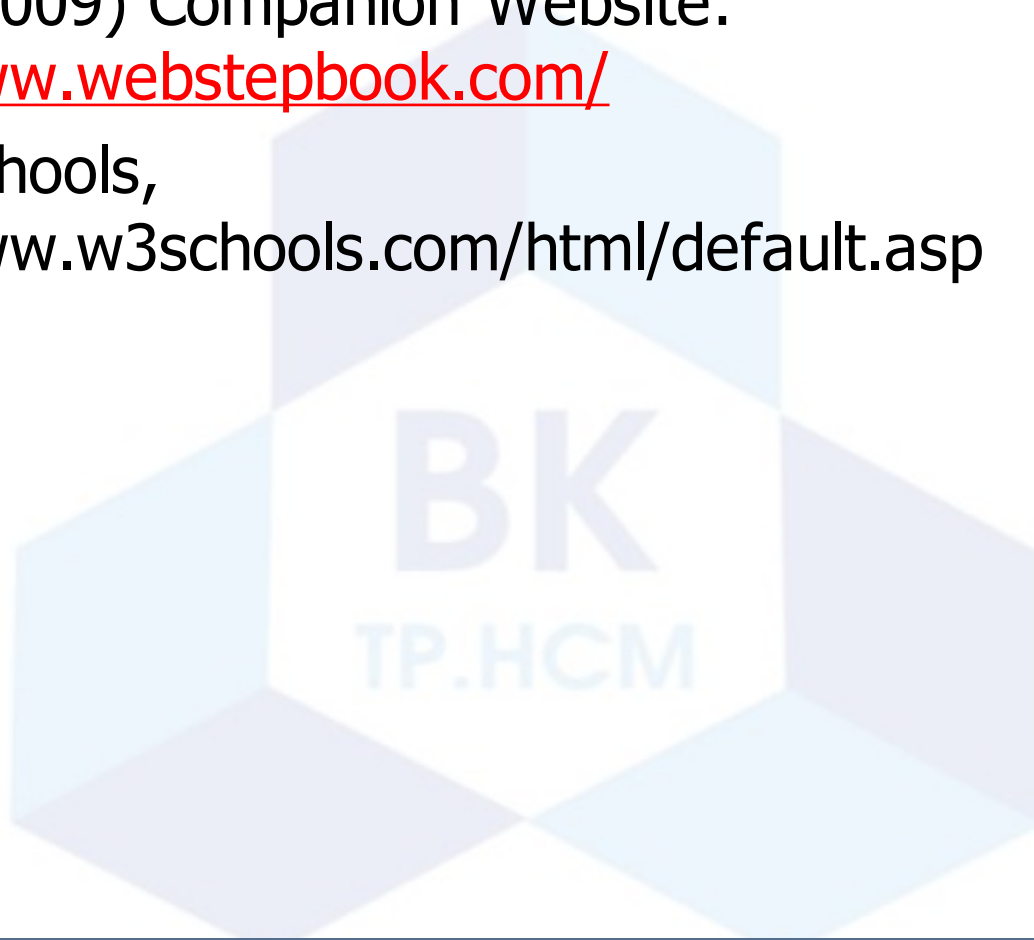 009) Companion Website:
ww.webstepbook.com/
hools,
ww.w3schools.com/html/default.asp
BK
TP.HCM